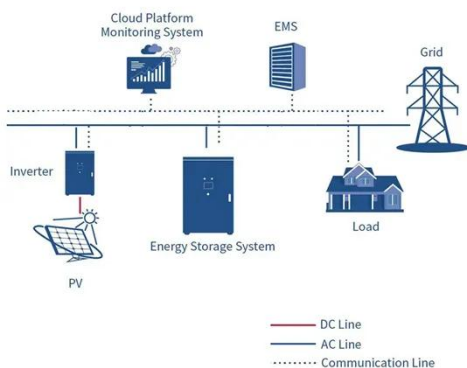 Cloud Platform
Monitoring System
EMS
Grid
Inverter
Energy Storage System
Load
PV
DC Line
AC Line
Communication Line